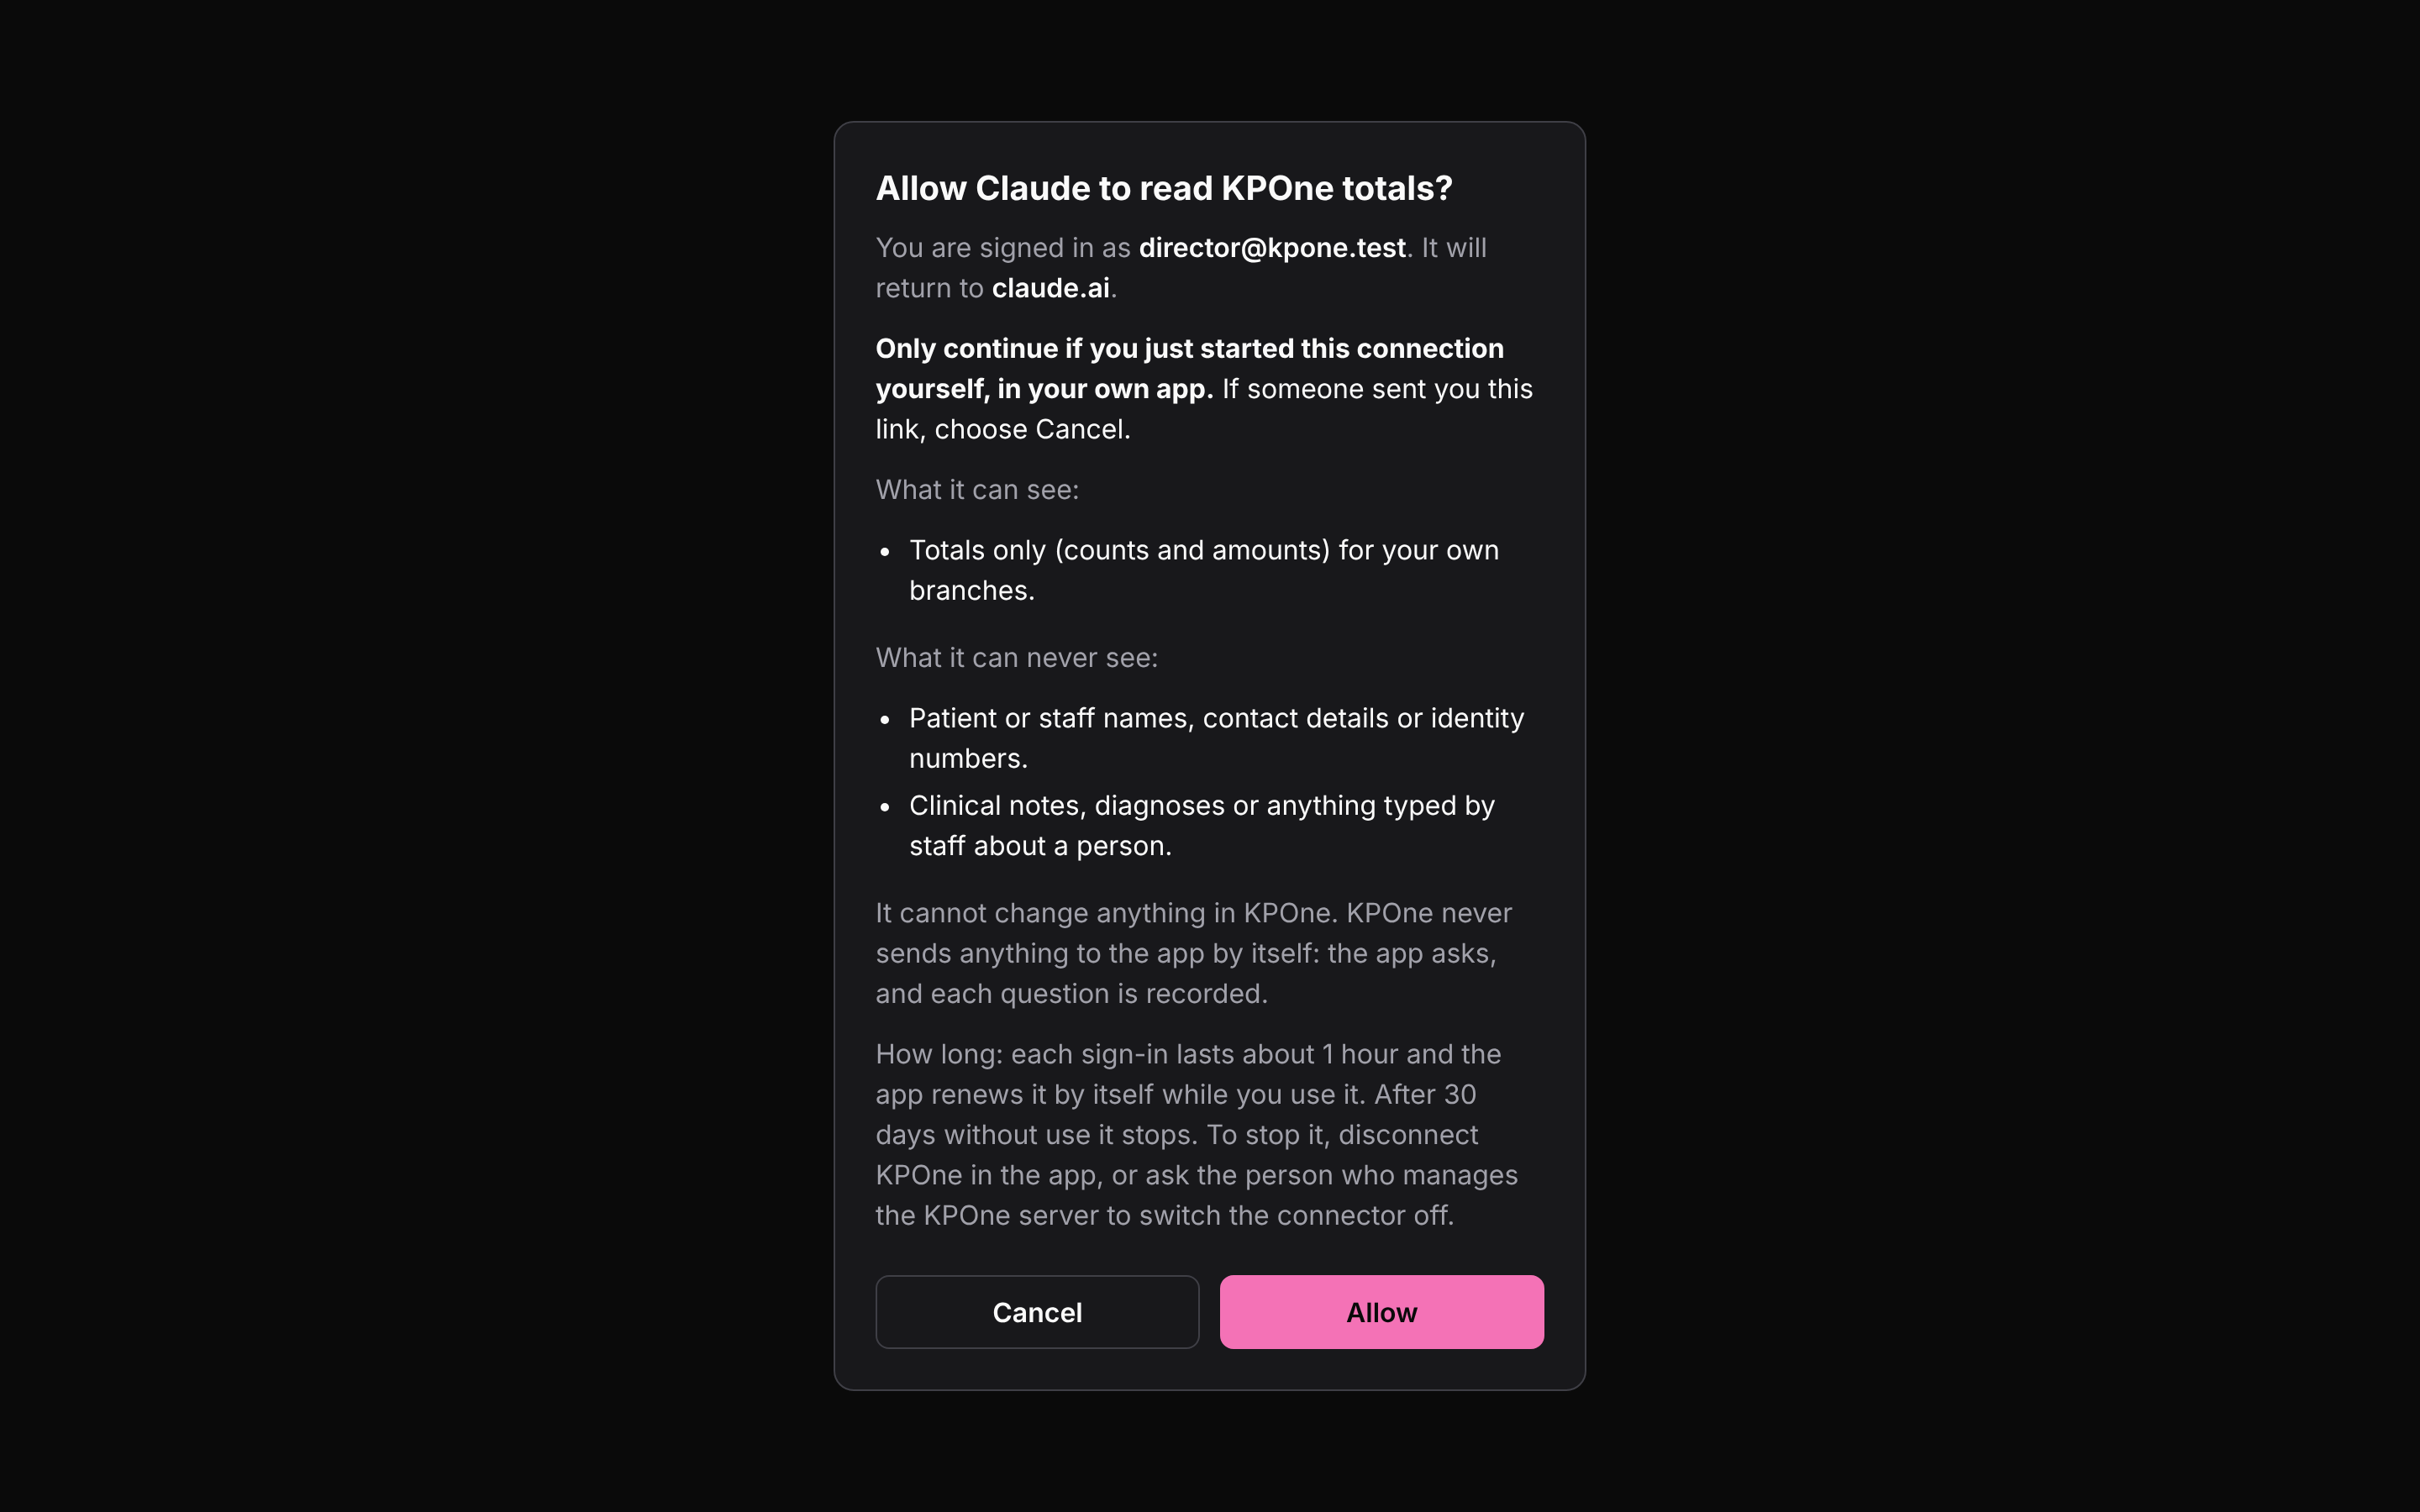 Allow Claude to read KPOne totals?
You are signed in as director@kpone.test. It will
return to claude.ai.
Only continue if you just started this connection
yourself, in your own app. If someone sent you this
link, choose Cancel.
What it can see:
• Totals only (counts and amounts) for your own
branches.
What it can never see:
• Patient or staff names, contact details or identity
numbers.
• Clinical notes, diagnoses or anything typed by
staff about a person.
It cannot change anything in KPOne. KPOne never
sends anything to the app by itself: the app asks,
and each question is recorded.
How long: each sign-in lasts about 1 hour and the
app renews it by itself while you use it. After 30
days without use it stops. To stop it, disconnect
KPOne in the app, or ask the person who manages
the KPOne server to switch the connector off.
Cancel
Allow